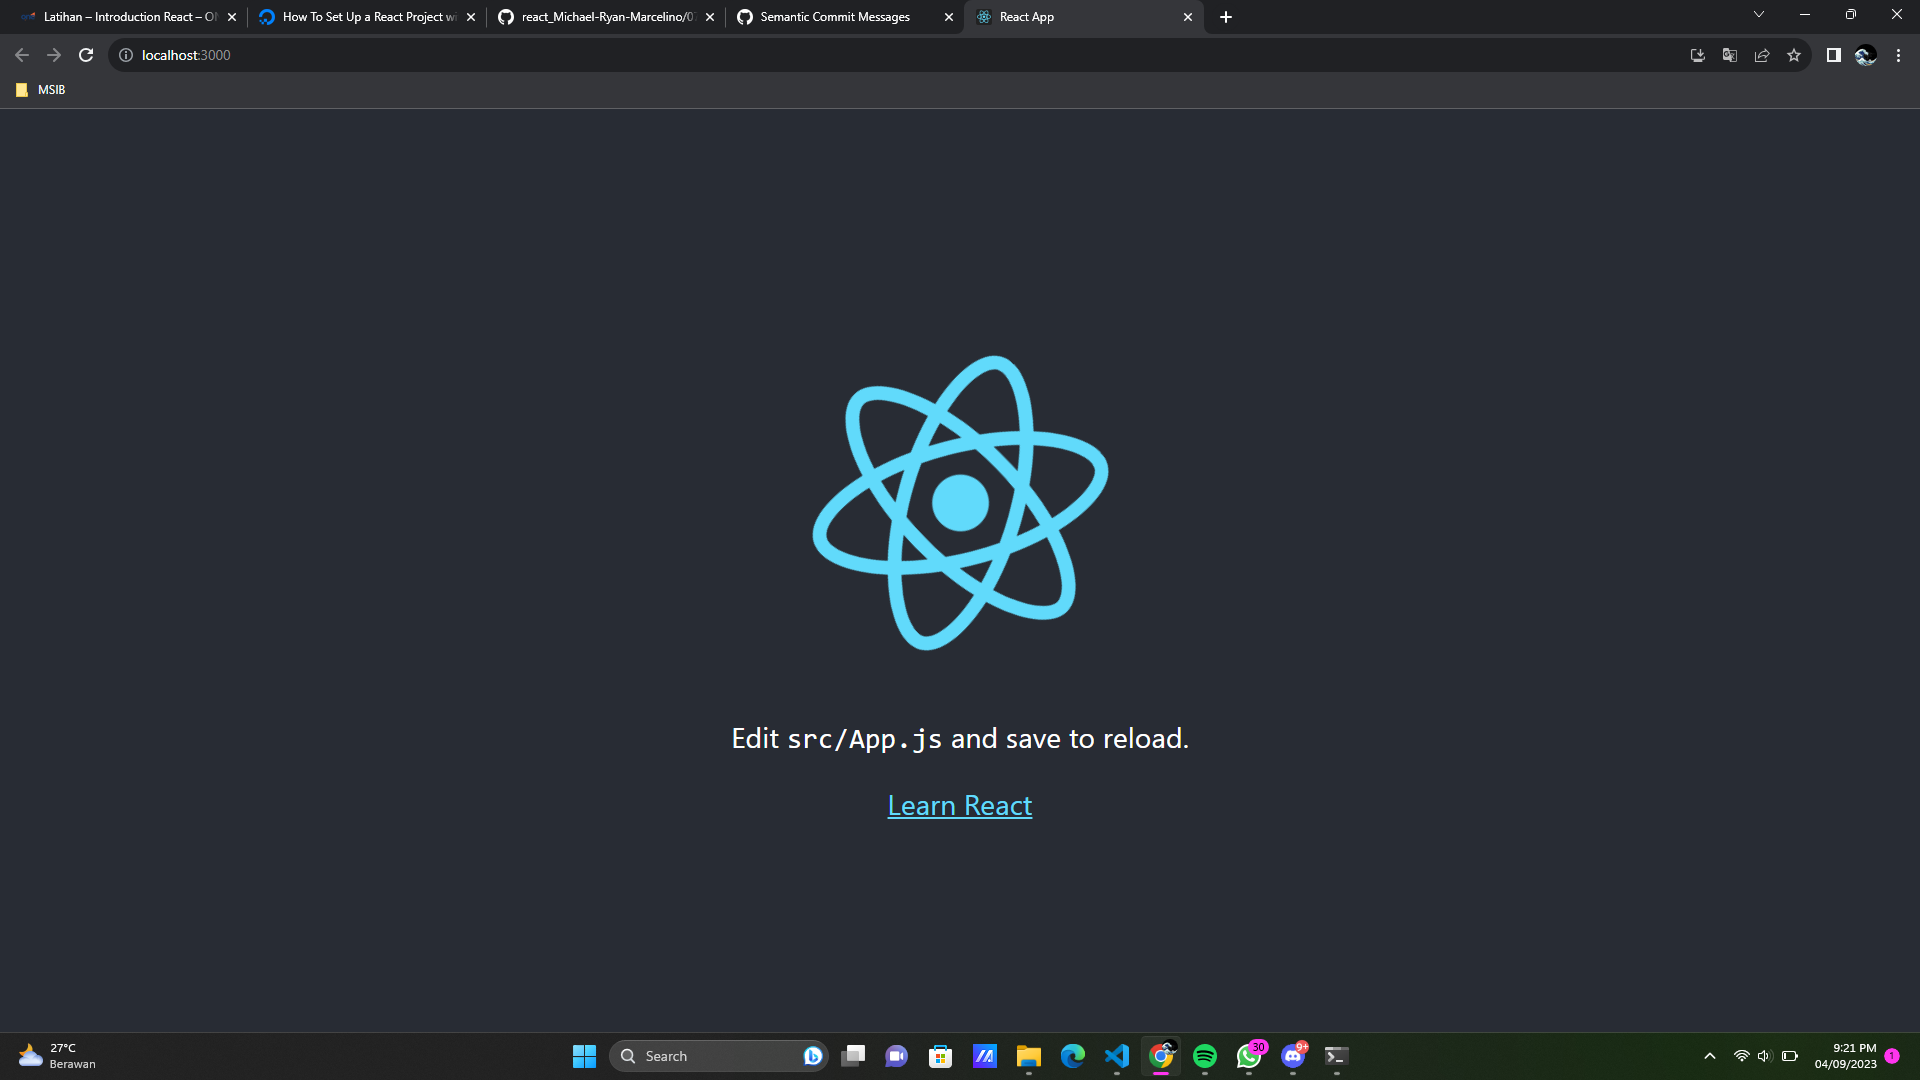 Latihan – Introduction React – O
How To Set Up a React Project wi
react_Michael-Ryan-Marcelino/0
Semantic Commit Messages
React App
localhost:3000
MSIB
Edit src/App.js and save to reload.
Learn React
27°C
Berawan
Search
30
9+
9:21 PM
04/09/2023
1